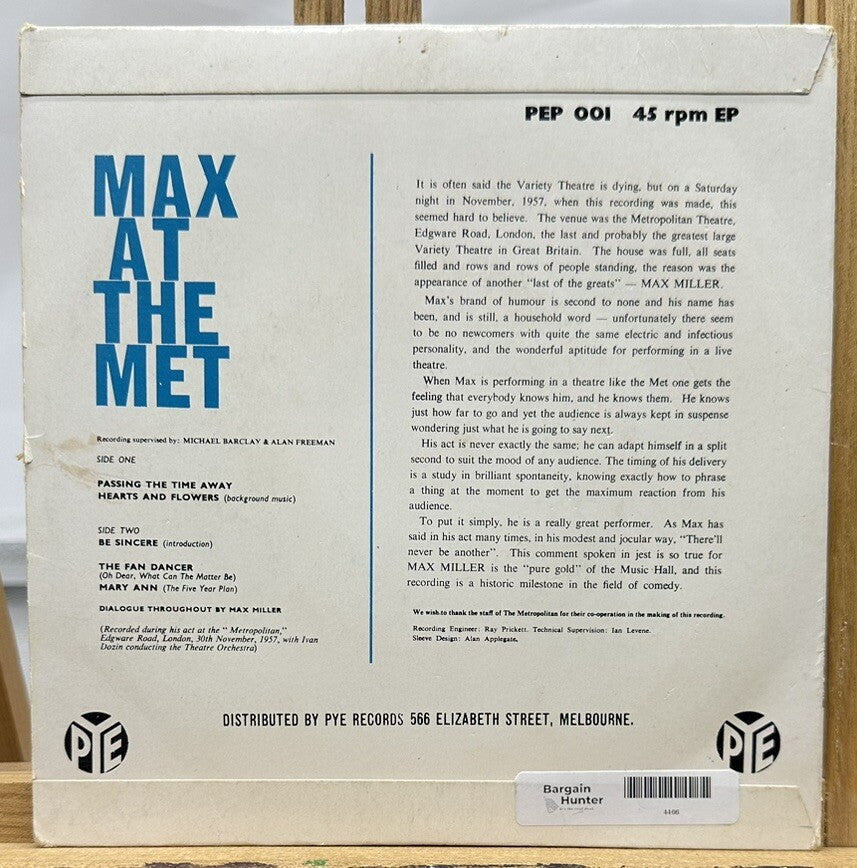 PEP 001 45 rpm EP
MAX
AT
THE
MET
Recording supervised by: MICHAEL BARCLAY & ALAN FREEMAN
SIDE ONE
PASSING THE TIME AWAY
HEARTS AND FLOWERS (background music)
SIDE TWO
BE SINCERE (introduction)
THE FAN DANCER
(Oh Dear, What Can The Matter Be)
MARY ANN (The Five Year Plan)
DIALOGUE THROUGHOUT BY MAX MILLER
(Recorded during his act at the "Metropolitan,"
Edgware Road, London, 30th November, 1957, with Ivan
Dozin conducting the Theatre Orchestra)
It is often said the Variety Theatre is dying, but on a Saturday
night in November, 1957, when this recording was made, this
seemed hard to believe. The venue was the Metropolitan Theatre,
Edgware Road, London, the last and probably the greatest large
Variety Theatre in Great Britain. The house was full, all seats
filled and rows and rows of people standing, the reason was the
appearance of another "last of the greats" — MAX MILLER.
Max's brand of humour is second to none and his name has
been, and is still, a household word — unfortunately there seem
to be no newcomers with quite the same electric and infectious
personality, and the wonderful aptitude for performing in a live
theatre.
When Max is performing in a theatre like the Met one gets the
feeling that everybody knows him, and he knows them. He knows
just how far to go and yet the audience is always kept in suspense
wondering just what he is going to say next.
His act is never exactly the same; he can adapt himself in a split
second to suit the mood of any audience. The timing of his delivery
is a study in brilliant spontaneity, knowing exactly how to phrase
a thing at the moment to get the maximum reaction from his
audience.
To put it simply, he is a really great performer. As Max has
said in his act many times, in his modest and jocular way, "There'll
never be another". This comment spoken in jest is so true for
MAX MILLER is the "pure gold" of the Music Hall, and this
recording is a historic milestone in the field of comedy.
We wish to thank the staff of The Metropolitan for their co-operation in the making of this recording.
Recording Engineer: Ray Prickett. Technical Supervision: Ian Levene.
Sleeve Design: Alan Applegate.
DISTRIBUTED BY PYE RECORDS 566 ELIZABETH STREET, MELBOURNE.
PYE
PYE
Bargain
Hunter
4406